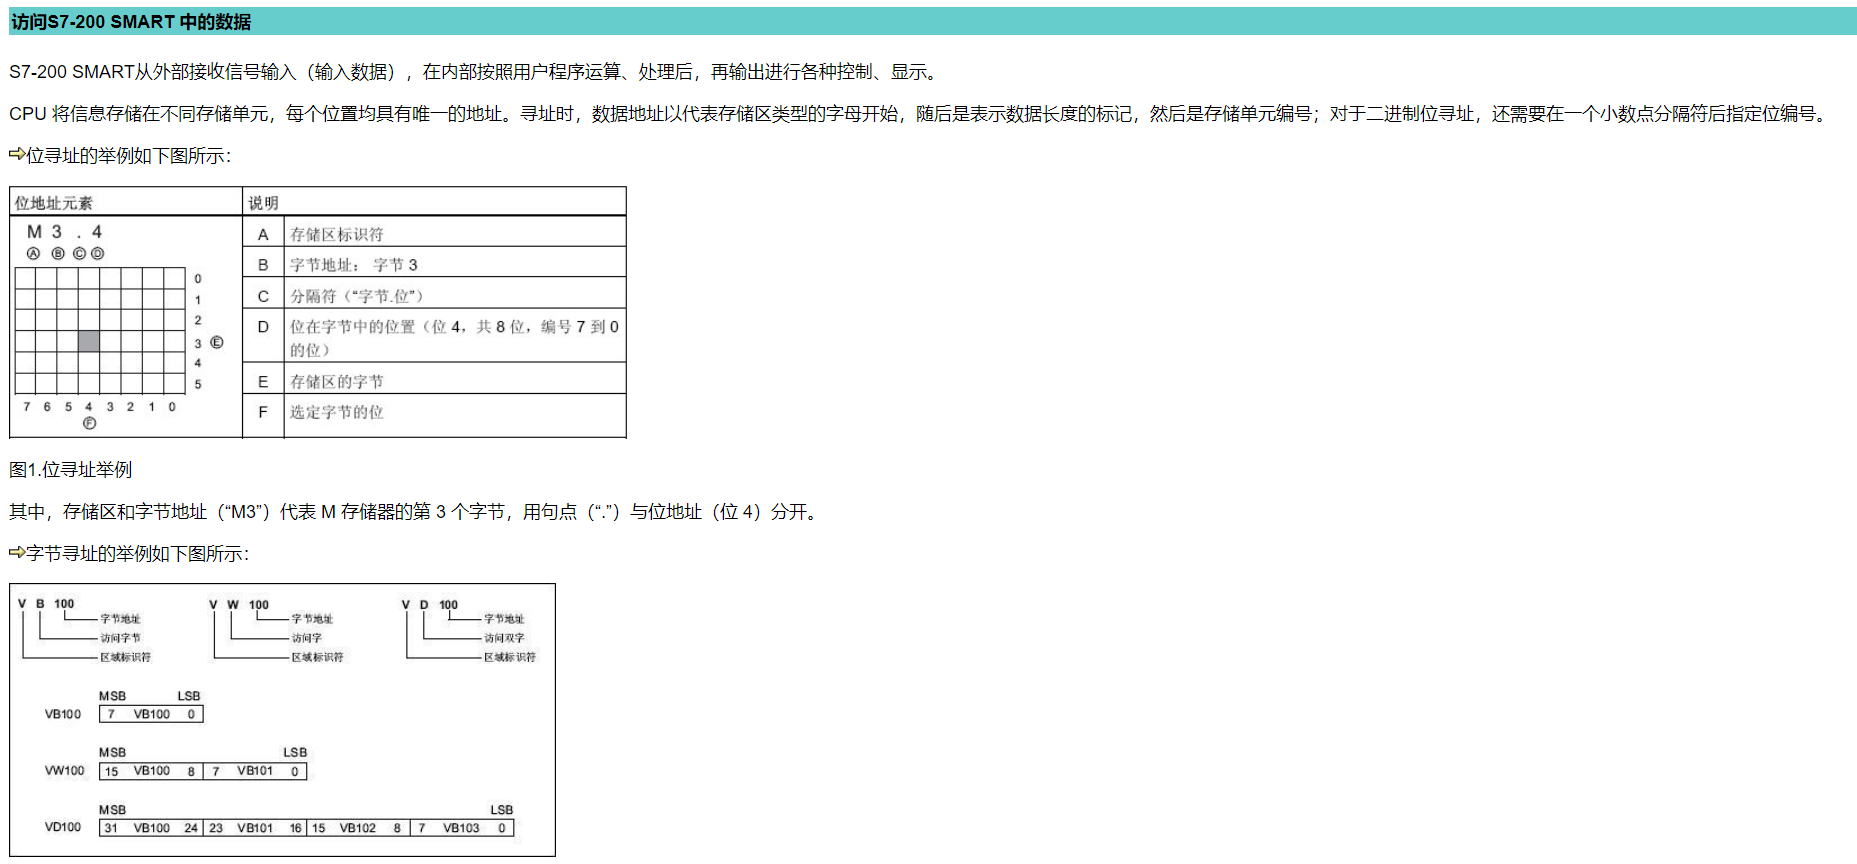 访问S7-200 SMART 中的数据
S7-200 SMART从外部接收信号输入（输入数据），在内部按照用户程序运算、处理后，再输出进行各种控制、显示。
CPU 将信息存储在不同存储单元，每个位置均具有唯一的地址。寻址时，数据地址以代表存储区类型的字母开始，随后是表示数据长度的标记，然后是存储单元编号；对于二进制位寻址，还需要在一个小数点分隔符后指定位编号。
位寻址的举例如下图所示：
位地址元素 说明
M 3 . 4
Ⓐ Ⓑ Ⓒ Ⓓ
0
1
2
3 Ⓔ
4
5
7 6 5 4 3 2 1 0
Ⓕ
A 存储区标识符
B 字节地址： 字节 3
C 分隔符（“字节.位”）
D 位在字节中的位置（位 4，共 8 位，编号 7 到 0
的位）
E 存储区的字节
F 选定字节的位
图1.位寻址举例
其中，存储区和字节地址（“M3”）代表 M 存储器的第 3 个字节，用句点（“.”）与位地址（位 4）分开。
字节寻址的举例如下图所示：
V B 100
字节地址
访问字节
区域标识符
V W 100
字节地址
访问字
区域标识符
V D 100
字节地址
访问双字
区域标识符
MSB LSB
VB100 7 VB100 0
MSB LSB
VW100 15 VB100 8 7 VB101 0
MSB LSB
VD100 31 VB100 24 23 VB101 16 15 VB102 8 7 VB103 0